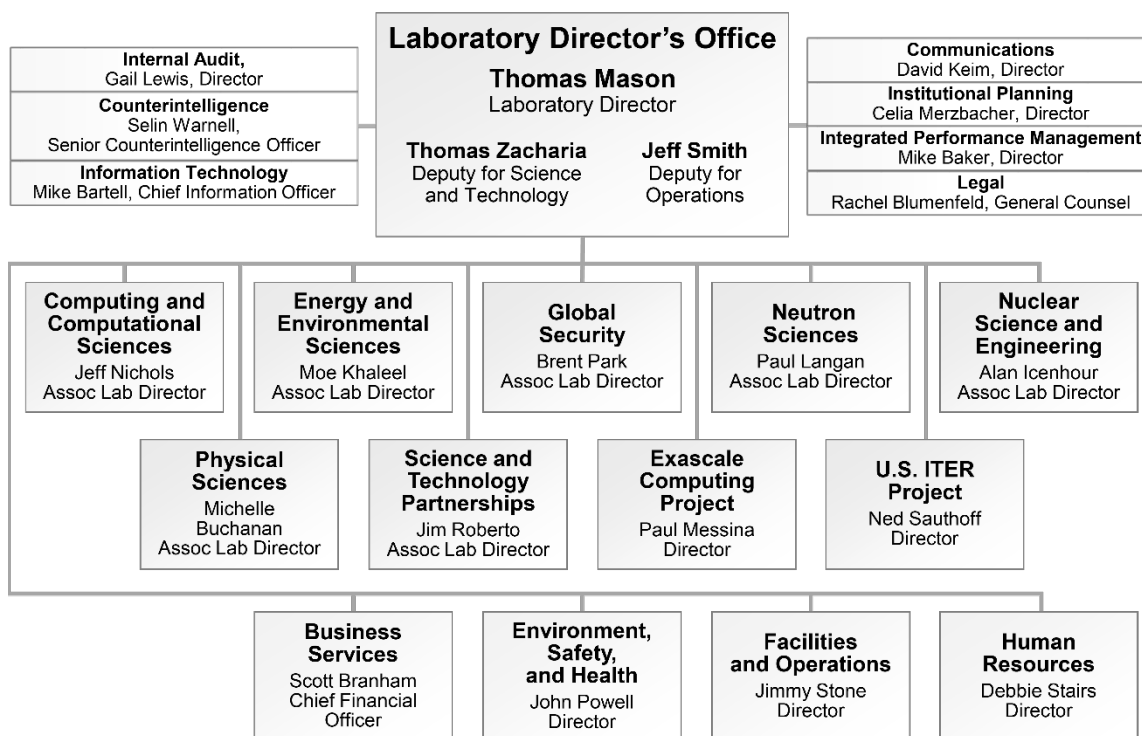 Laboratory Director's Office
Thomas Mason
Laboratory Director
Thomas Zacharia
Deputy for Science
and Technology
Jeff Smith
Deputy for
Operations
Internal Audit,
Gail Lewis, Director
Counterintelligence
Selin Warnell,
Senior Counterintelligence Officer
Information Technology
Mike Bartell, Chief Information Officer
Communications
David Keim, Director
Institutional Planning
Celia Merzbacher, Director
Integrated Performance Management
Mike Baker, Director
Legal
Rachel Blumenfeld, General Counsel
Computing and
Computational
Sciences
Jeff Nichols
Assoc Lab Director
Energy and
Environmental
Sciences
Moe Khaleel
Assoc Lab Director
Global
Security
Brent Park
Assoc Lab Director
Neutron
Sciences
Paul Langan
Assoc Lab Director
Nuclear
Science and
Engineering
Alan Icenhour
Assoc Lab Director
Physical
Sciences
Michelle
Buchanan
Assoc Lab Director
Science and
Technology
Partnerships
Jim Roberto
Assoc Lab Director
Exascale
Computing
Project
Paul Messina
Director
U.S. ITER
Project
Ned Sauthoff
Director
Business
Services
Scott Branham
Chief Financial
Officer
Environment,
Safety,
and Health
John Powell
Director
Facilities
and Operations
Jimmy Stone
Director
Human
Resources
Debbie Stairs
Director